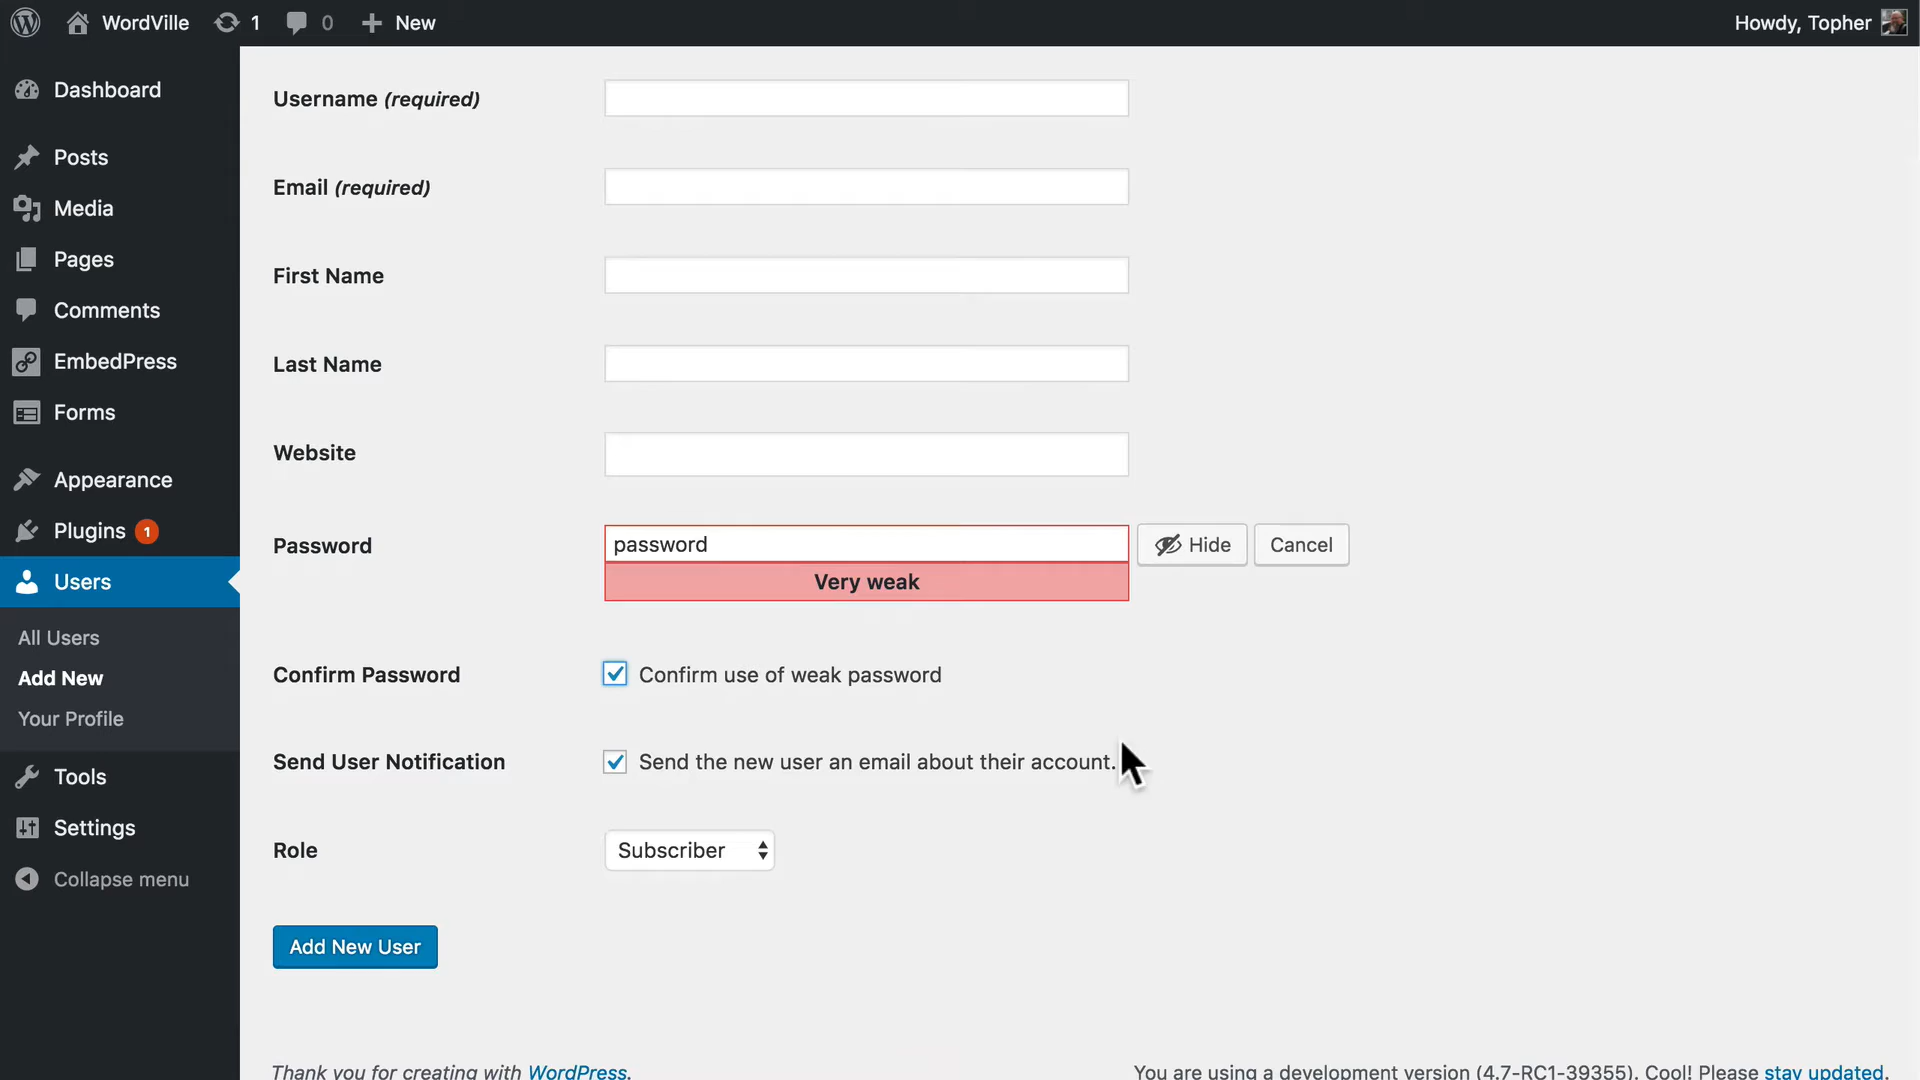 WordVille 1 0 New Howdy, Topher
Dashboard
Posts
Media
Pages
Comments
EmbedPress
Forms
Appearance
Plugins 1
Users
All Users
Add New
Your Profile
Tools
Settings
Collapse menu
Username (required)
Email (required)
First Name
Last Name
Website
Password password Hide Cancel
Very weak
Confirm Password Confirm use of weak password
Send User Notification Send the new user an email about their account.
Role Subscriber
Add New User
Thank you for creating with WordPress. You are using a development version (4.7-RC1-39355). Cool! Please stay updated.